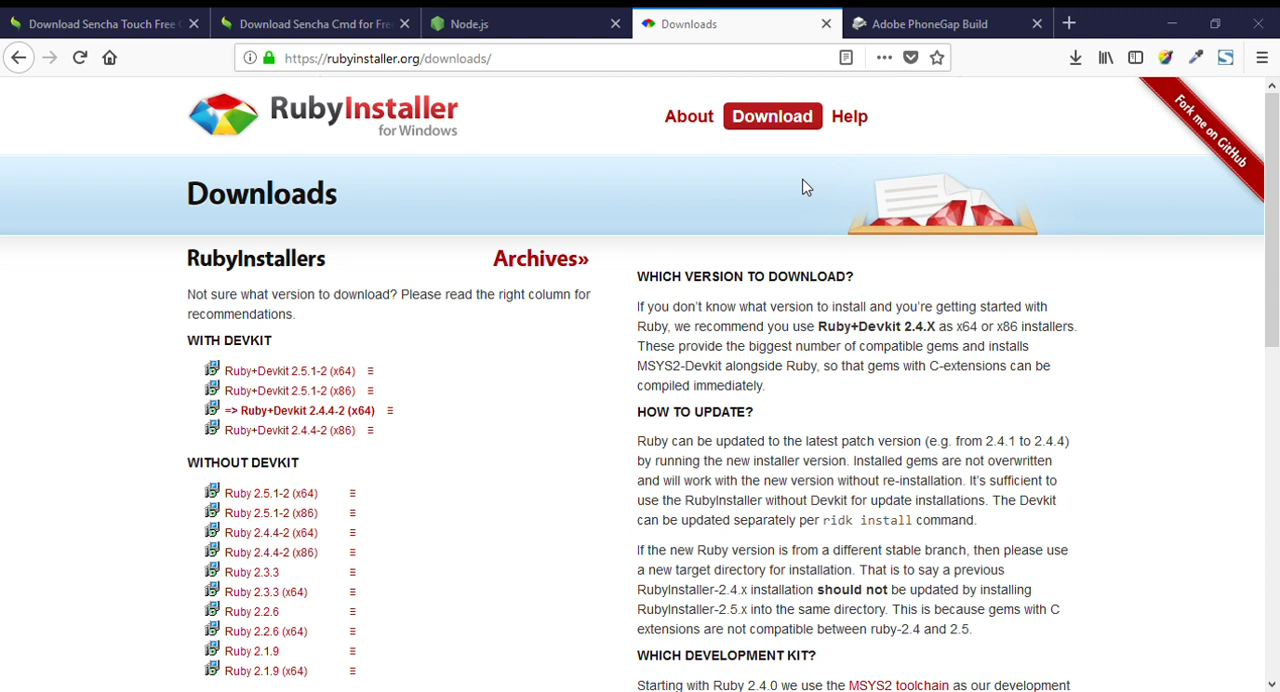 Download Sencha Touch Free
Download Sencha Cmd for Fre
Node.js
Downloads
Adobe PhoneGap Build
https://rubyinstaller.org/downloads/
RubyInstaller
for Windows
About
Download
Help
Fork me on GitHub
Downloads
RubyInstallers
Archives»
Not sure what version to download? Please read the right column for
recommendations.
WITH DEVKIT
Ruby+Devkit 2.5.1-2 (x64)
Ruby+Devkit 2.5.1-2 (x86)
=> Ruby+Devkit 2.4.4-2 (x64)
Ruby+Devkit 2.4.4-2 (x86)
WITHOUT DEVKIT
Ruby 2.5.1-2 (x64)
Ruby 2.5.1-2 (x86)
Ruby 2.4.4-2 (x64)
Ruby 2.4.4-2 (x86)
Ruby 2.3.3
Ruby 2.3.3 (x64)
Ruby 2.2.6
Ruby 2.2.6 (x64)
Ruby 2.1.9
Ruby 2.1.9 (x64)
WHICH VERSION TO DOWNLOAD?
If you don't know what version to install and you're getting started with
Ruby, we recommend you use Ruby+Devkit 2.4.X as x64 or x86 installers.
These provide the biggest number of compatible gems and installs
MSYS2-Devkit alongside Ruby, so that gems with C-extensions can be
compiled immediately.
HOW TO UPDATE?
Ruby can be updated to the latest patch version (e.g. from 2.4.1 to 2.4.4)
by running the new installer version. Installed gems are not overwritten
and will work with the new version without re-installation. It's sufficient to
use the RubyInstaller without Devkit for update installations. The Devkit
can be updated separately per ridk install command.
If the new Ruby version is from a different stable branch, then please use
a new target directory for installation. That is to say a previous
RubyInstaller-2.4.x installation should not be updated by installing
RubyInstaller-2.5.x into the same directory. This is because gems with C
extensions are not compatible between ruby-2.4 and 2.5.
WHICH DEVELOPMENT KIT?
Starting with Ruby 2.4.0 we use the MSYS2 toolchain as our development